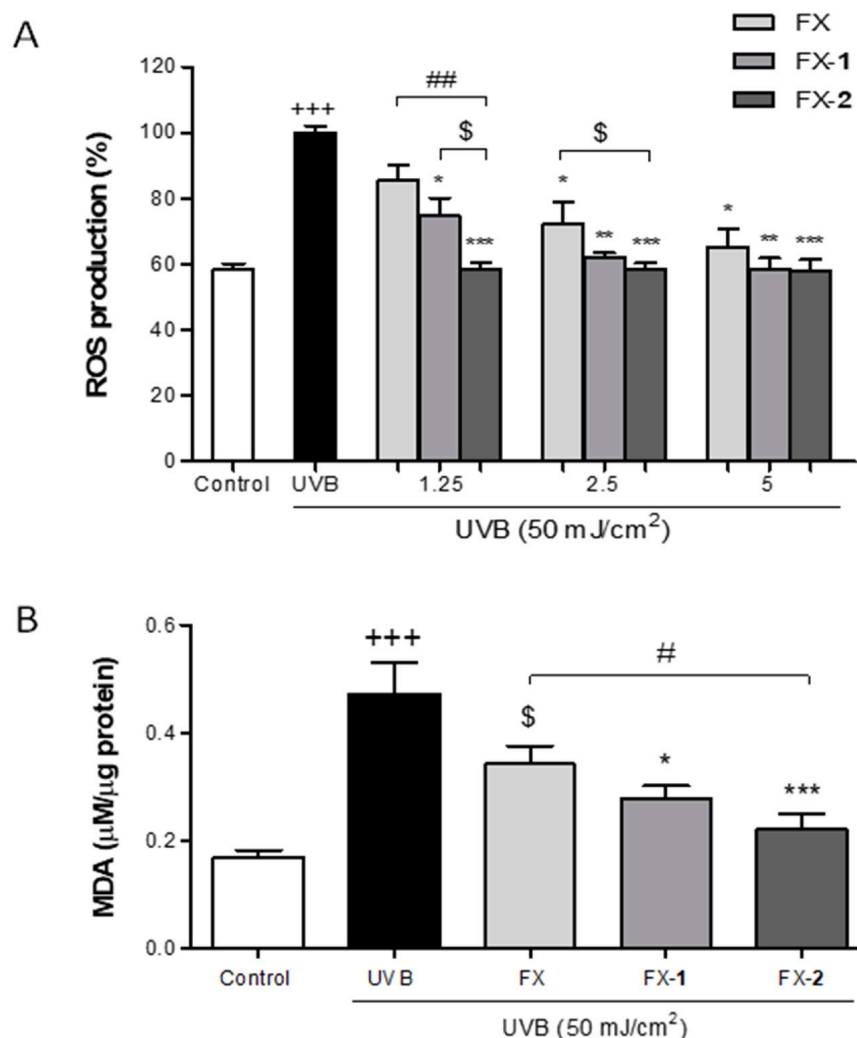 A
FX
FX-1
FX-2
ROS production (%)
120
100
80
60
40
20
0
+++
##
$
$
*
***
*
**
***
*
**
***
Control
UVB
1.25
2.5
5
UVB (50 mJ/cm²)
B
MDA (μM/μg protein)
0.6
0.4
0.2
0.0
+++
#
$
*
***
Control
UVB
FX
FX-1
FX-2
UVB (50 mJ/cm²)